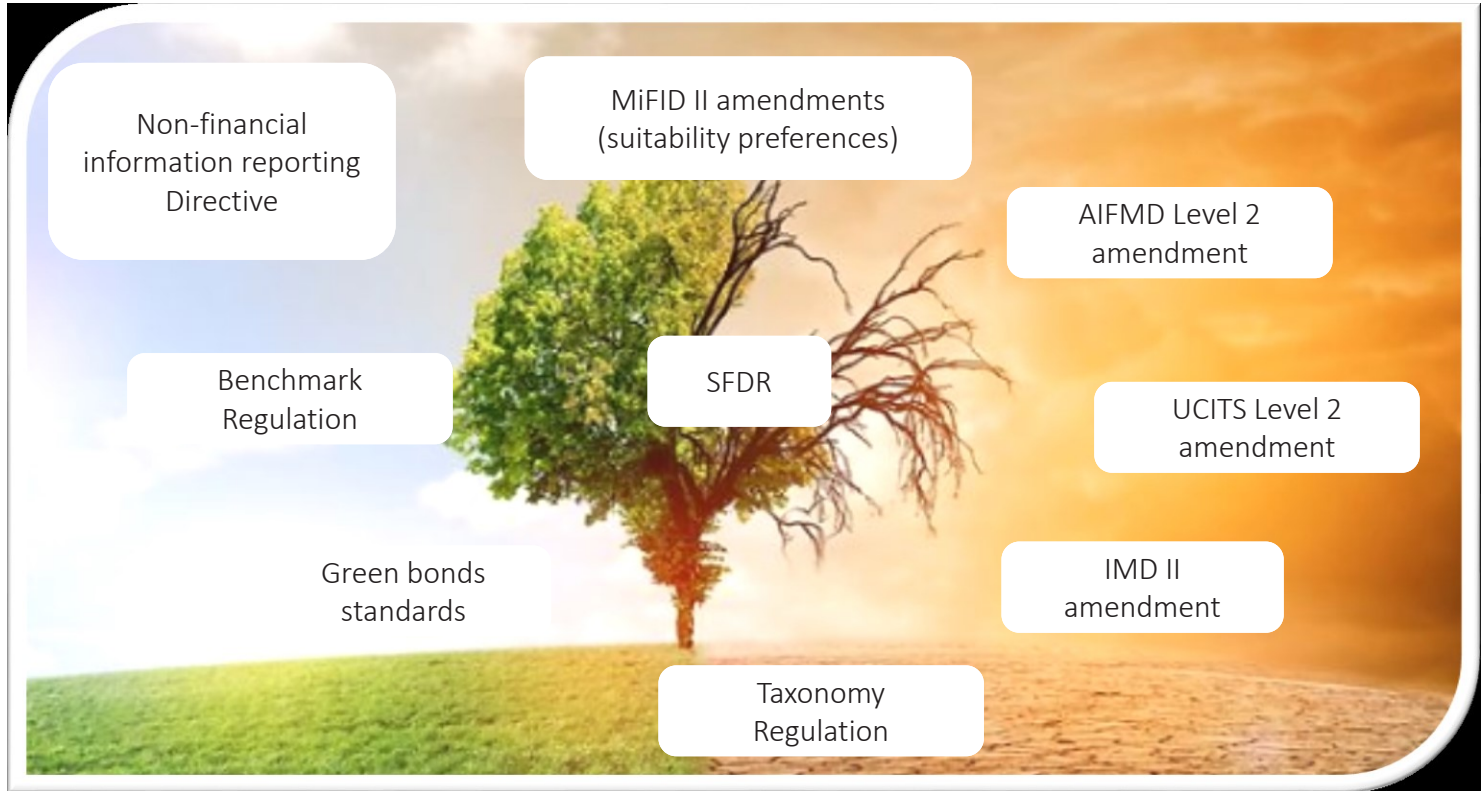 Non-financial
information reporting
Directive
MiFID II amendments
(suitability preferences)
AIFMD Level 2
amendment
Benchmark
Regulation
SFDR
UCITS Level 2
amendment
Green bonds
standards
IMD II
amendment
Taxonomy
Regulation